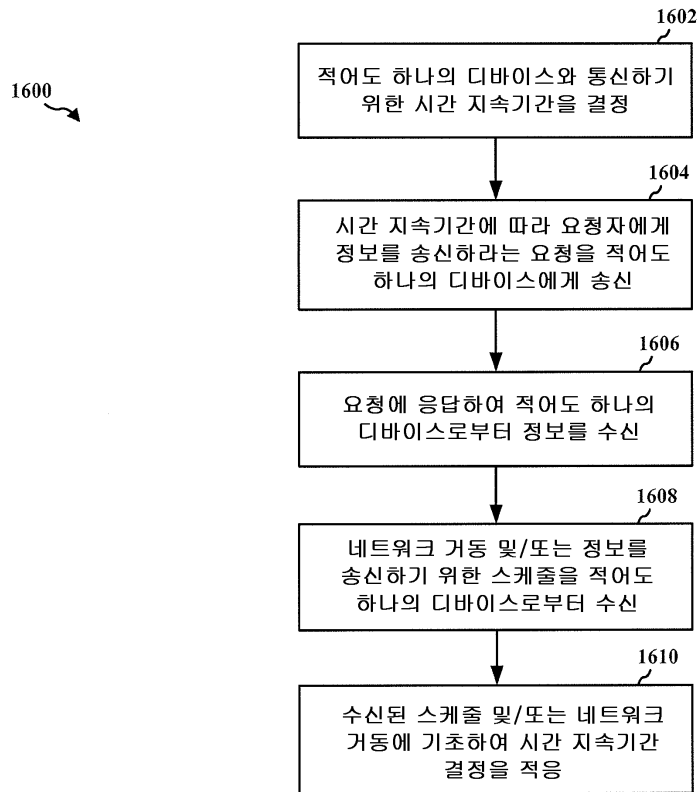 1600
1602
적어도 하나의 디바이스와 통신하기
위한 시간 지속기간을 결정
1604
시간 지속기간에 따라 요청자에게
정보를 송신하라는 요청을 적어도
하나의 디바이스에게 송신
1606
요청에 응답하여 적어도 하나의
디바이스로부터 정보를 수신
1608
네트워크 거동 및/또는 정보를
송신하기 위한 스케줄을 적어도
하나의 디바이스로부터 수신
1610
수신된 스케줄 및/또는 네트워크
거동에 기초하여 시간 지속기간
결정을 적응